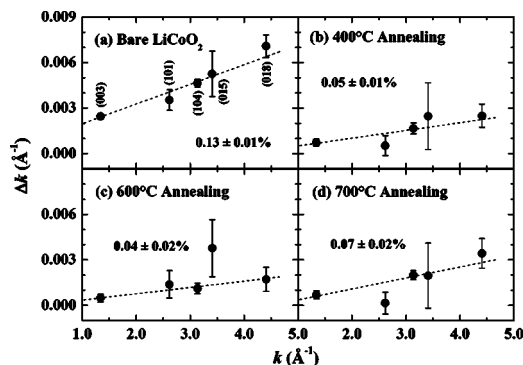 0.009
(a) Bare LiCoO2
(018)
(b) 400°C Annealing
0.006
(101)
(003)
(104)
(015)
0.05 ± 0.01%
0.003
0.13 ± 0.01%
0.000
Δk (Å⁻¹)
(c) 600°C Annealing
(d) 700°C Annealing
0.006
0.04 ± 0.02%
0.07 ± 0.02%
0.003
0.000
1.0 2.0 3.0 4.0 5.0 2.0 3.0 4.0 5.0
k (Å⁻¹)